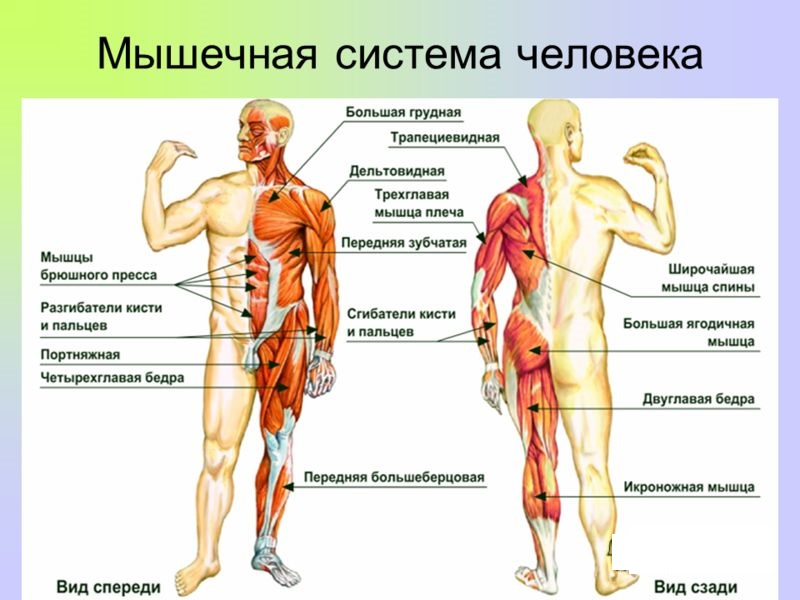 Мышечная система человека
Большая грудная
Трапециевидная
Дельтовидная
Трехглавая
мышца плеча
Передняя зубчатая
Мышцы
брюшного пресса
Широчайшая
мышца спины
Разгибатели кисти
и пальцев
Сгибатели кисти
и пальцев
Большая ягодичная
мышца
Портняжная
Четырехглавая бедра
Двуглавая бедра
Передняя большеберцовая
Икроножная мышца
Вид спереди
Вид сзади